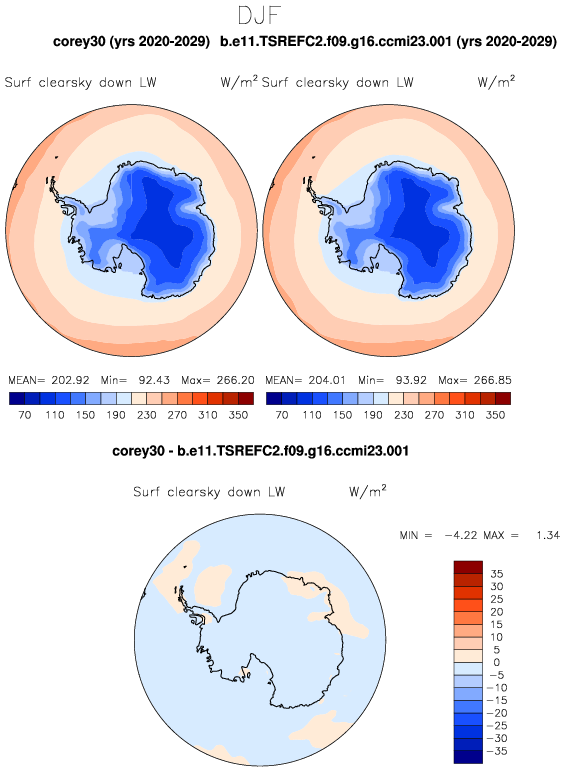 DJF
corey30 (yrs 2020-2029) b.e11.TSREFC2.f09.g16.ccmi23.001 (yrs 2020-2029)
Surf clearsky down LW W/m² Surf clearsky down LW W/m²
MEAN= 202.92 Min= 92.43 Max= 266.20 MEAN= 204.01 Min= 93.92 Max= 266.85
70 110 150 190 230 270 310 350 70 110 150 190 230 270 310 350
corey30 - b.e11.TSREFC2.f09.g16.ccmi23.001
Surf clearsky down LW W/m²
MIN = -4.22 MAX = 1.34
35
30
25
20
15
10
5
0
-5
-10
-15
-20
-25
-30
-35